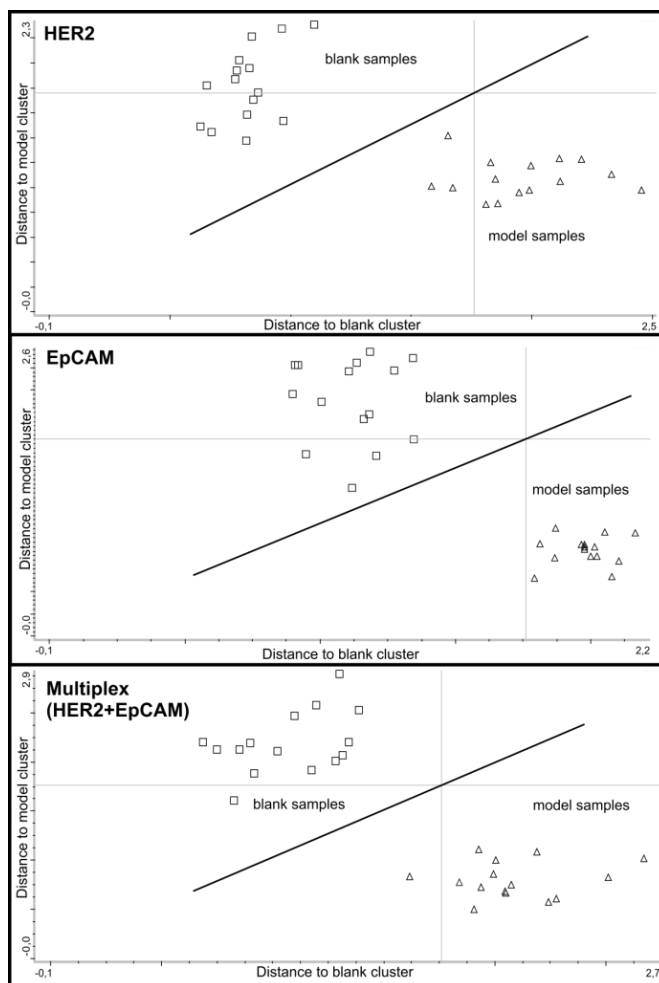 HER2
2,3
blank samples
Distance to model cluster
model samples
-0,0
-0,1
Distance to blank cluster
2,5
EpCAM
2,6
blank samples
Distance to model cluster
model samples
-0,0
-0,1
Distance to blank cluster
2,2
Multiplex
(HER2+EpCAM)
2,9
blank samples
model samples
Distance to model cluster
-0,0
-0,1
Distance to blank cluster
2,7